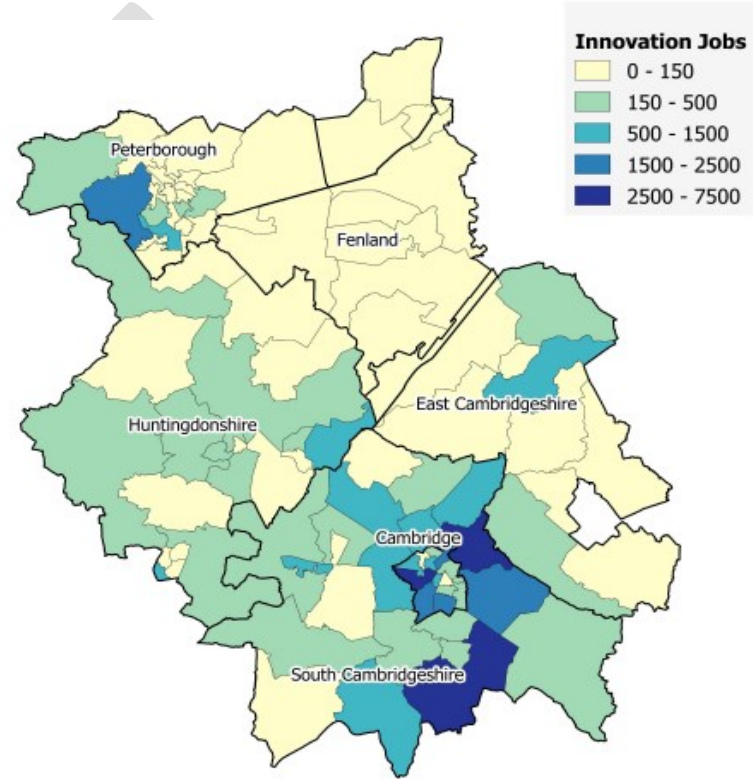 Innovation Jobs
0 - 150
150 - 500
500 - 1500
1500 - 2500
2500 - 7500
Peterborough
Fenland
East Cambridgeshire
Huntingdonshire
Cambridge
South Cambridgeshire